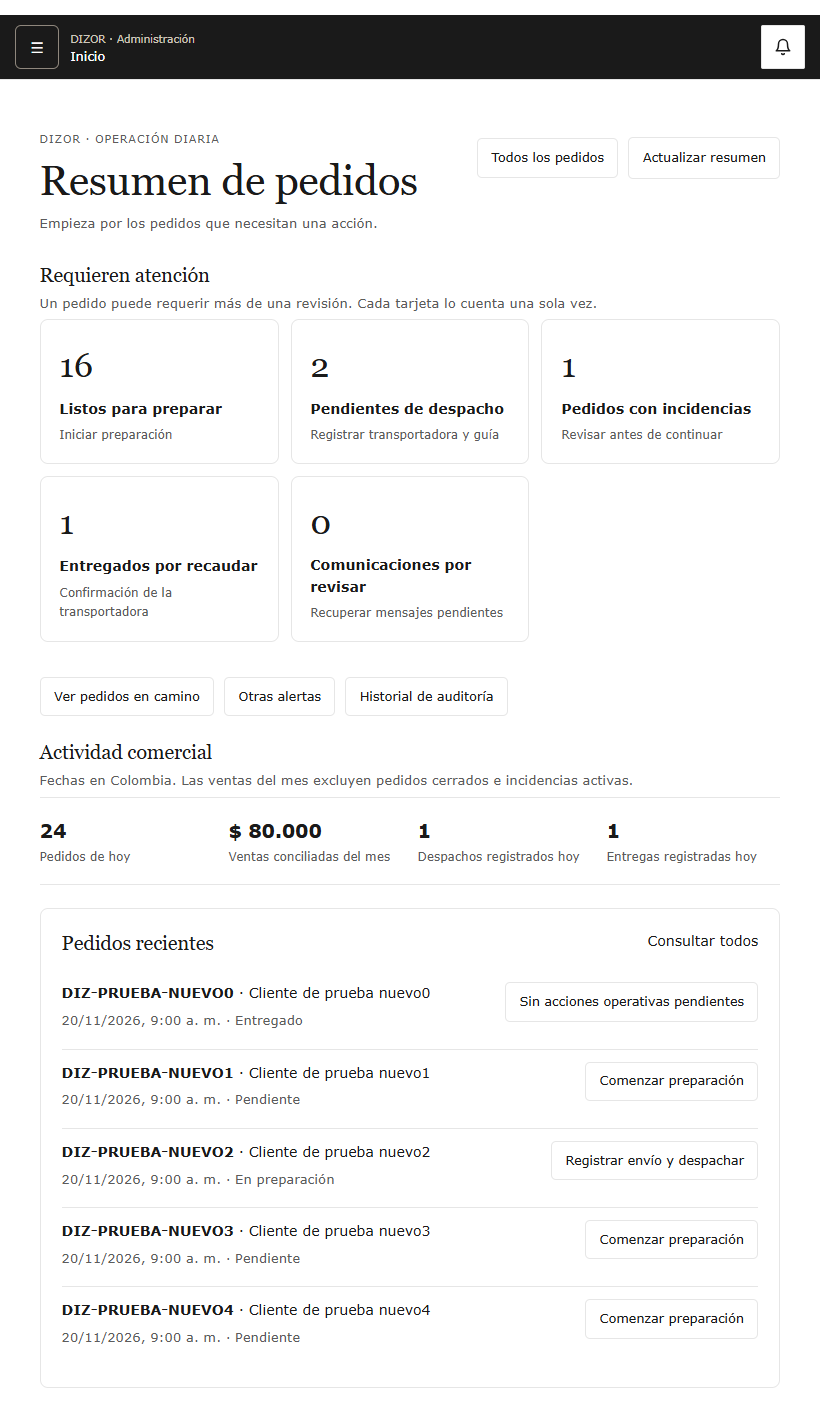 ☰
DIZOR · Administración
Inicio
DIZOR · OPERACIÓN DIARIA
Resumen de pedidos
Todos los pedidos
Actualizar resumen
Empieza por los pedidos que necesitan una acción.
Requieren atención
Un pedido puede requerir más de una revisión. Cada tarjeta lo cuenta una sola vez.
16
Listos para preparar
Iniciar preparación
2
Pendientes de despacho
Registrar transportadora y guía
1
Pedidos con incidencias
Revisar antes de continuar
1
Entregados por recaudar
Confirmación de la
transportadora
0
Comunicaciones por
revisar
Recuperar mensajes pendientes
Ver pedidos en camino
Otras alertas
Historial de auditoría
Actividad comercial
Fechas en Colombia. Las ventas del mes excluyen pedidos cerrados e incidencias activas.
24
Pedidos de hoy
$ 80.000
Ventas conciliadas del mes
1
Despachos registrados hoy
1
Entregas registradas hoy
Pedidos recientes
Consultar todos
DIZ-PRUEBA-NUEVO0 · Cliente de prueba nuevo0
20/11/2026, 9:00 a. m. · Entregado
Sin acciones operativas pendientes
DIZ-PRUEBA-NUEVO1 · Cliente de prueba nuevo1
20/11/2026, 9:00 a. m. · Pendiente
Comenzar preparación
DIZ-PRUEBA-NUEVO2 · Cliente de prueba nuevo2
20/11/2026, 9:00 a. m. · En preparación
Registrar envío y despachar
DIZ-PRUEBA-NUEVO3 · Cliente de prueba nuevo3
20/11/2026, 9:00 a. m. · Pendiente
Comenzar preparación
DIZ-PRUEBA-NUEVO4 · Cliente de prueba nuevo4
20/11/2026, 9:00 a. m. · Pendiente
Comenzar preparación